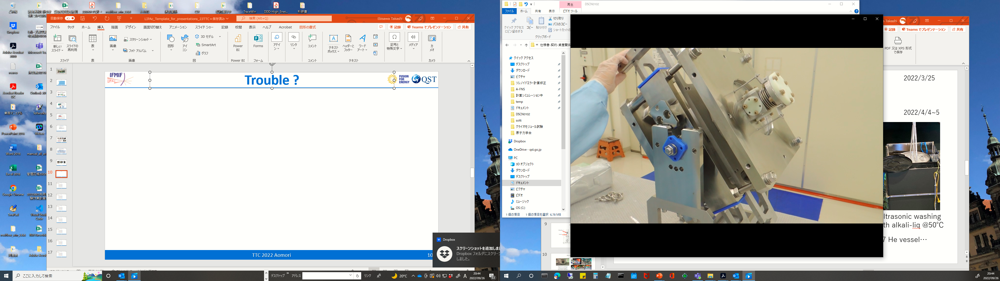 ごみ箱
molflow_win_2.6.6
A-FNS
CST
TraceWin
DDD-High_Ener...
科研費
Dropbox
Adobe Acrobat
2020
memo
Acrobat Reader
DC
Outlook 201
業務マニュアル
TeXworks
PowerPoint 2016
Webex
Word 2016
manual_all_wi
Excel 2016
Google Chrome
TeraPad
Visual Studio
Code
molflow_win_2.6.6
Adobe Acrob
自動保存
オン
LIPAc_Template_for_presentations_23TTC • 保存済み
検索 (Alt+Q)
Ebisawa Takashi
ファイル タッチ ホーム 挿入 描画 デザイン 画面切り替え アニメーション スライド ショー 記録 校閲 表示 ヘルプ Acrobat 図形の書式
記録
Teams でプレゼンテーション
共有
新しい
スライド
スライドの
再利用
表
画像
スクリーンショット
フォト アルバム
図形
アイ
コン
3D モデル
SmartArt
グラフ
Power
BI
Forms
アドイ
ン
リンク
コメント
テキスト
ボックス
ヘッダーと
フッター
ワード
アート
記号と
特殊文字
メディア
カ
メオ
スライド 表 画像 図 Power BI フォーム コメント テキスト カメラ
1
2
3
4
5
6
7
8
9
10
11
12
13
14
15
16
17
IFMIF
LIPAc
Trouble ?
FUSION
FOR
ENERGY
QST
TTC 2022 Aomori
10
Dropbox
スクリーンショットを追加しまし
Dropbox フォルダにスクリーン
しました。
ここに入力して検索
デスクトップ
アドレス
リンク
20°C
A
20:44
2022/09/26
22
再生
DSCN0102
ファイル ホーム 共有 表示 ビデオ ツール
クイック アクセス
にピン留めする
コピー
貼り付け
切り取り
パスのコピー
ショートカットの
クリップボード
« 仕様書-契約-資産関係
クイック アクセス
デスクトップ
ダウンロード
ピクチャ
ソレノイドエラー計算修正
A-FNS
計算シミュレーション中
temp
ドキュメント
DSCN0102
sol6
クライオモジュール試験
原子力学会
Dropbox
OneDrive - qst.go.jp
PC
3D オブジェクト
ダウンロード
デスクトップ
ドキュメント
ピクチャ
ビデオ
ミュージック
OS (C:)
1 個の項目 1 個の項目を選択 6.78 MB
a Takashi
記録
Teams でプレゼンテーション
共有
PDF 又は XPS 形式
で保存
2022/3/25
2022/4/4~5
ltrasonic washing
th alkali-liq @50°C
7 He vessel…
9
10
20:44
2022/09/26